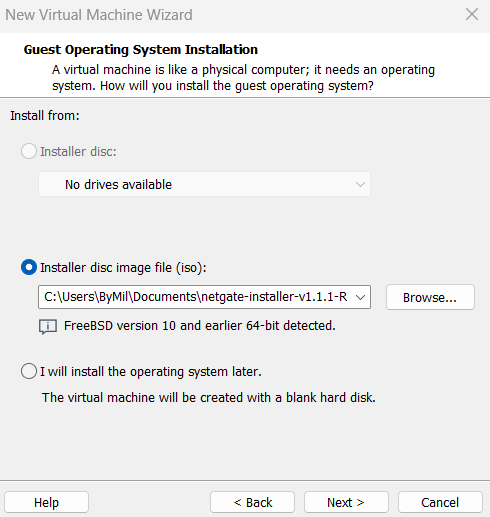 New Virtual Machine Wizard
Guest Operating System Installation
A virtual machine is like a physical computer; it needs an operating
system. How will you install the guest operating system?
Install from:
Installer disc:
No drives available
Installer disc image file (iso):
C:\Users\ByMil\Documents\netgate-installer-v1.1.1-R
Browse...
FreeBSD version 10 and earlier 64-bit detected.
I will install the operating system later.
The virtual machine will be created with a blank hard disk.
Help
< Back
Next >
Cancel